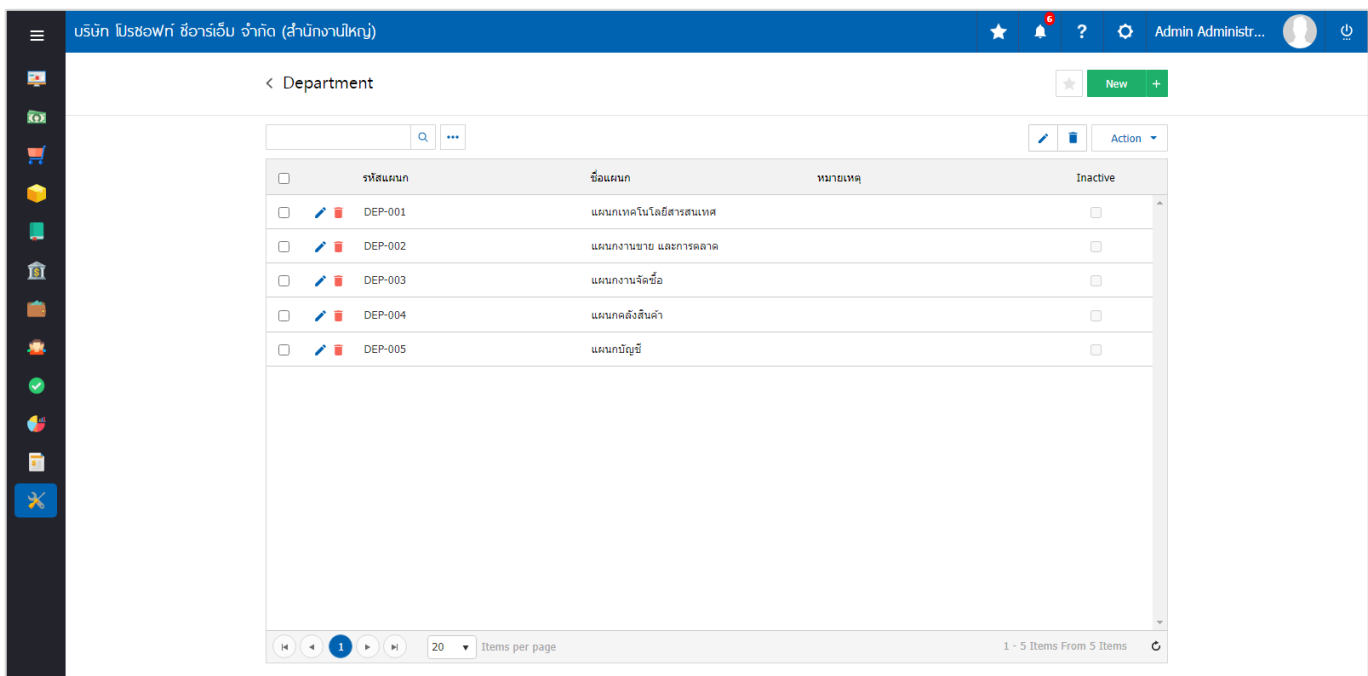 บริษัท โปรซอฟท์ ซีอาร์เอ็ม จำกัด (สำนักงานใหญ่) 6 ? Admin Administr...
< Department New +
Action
รหัสแผนก ชื่อแผนก หมายเหตุ Inactive
DEP-001 แผนกเทคโนโลยีสารสนเทศ
DEP-002 แผนกงานขาย และการตลาด
DEP-003 แผนกงานจัดซื้อ
DEP-004 แผนกคลังสินค้า
DEP-005 แผนกบัญชี
1 20 Items per page 1 - 5 Items From 5 Items